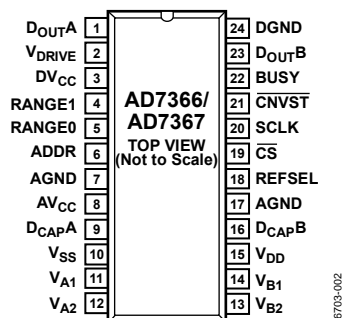 DOUTA 1
VDRIVE 2
DVCC 3
RANGE1 4
RANGE0 5
ADDR 6
AGND 7
AVCC 8
DCAPA 9
VSS 10
VA1 11
VA2 12
AD7366/
AD7367
TOP VIEW
(Not to Scale)
24 DGND
23 DOUTB
22 BUSY
21 CNVST
20 SCLK
19 CS
18 REFSEL
17 AGND
16 DCAPB
15 VDD
14 VB1
13 VB2
6703-002